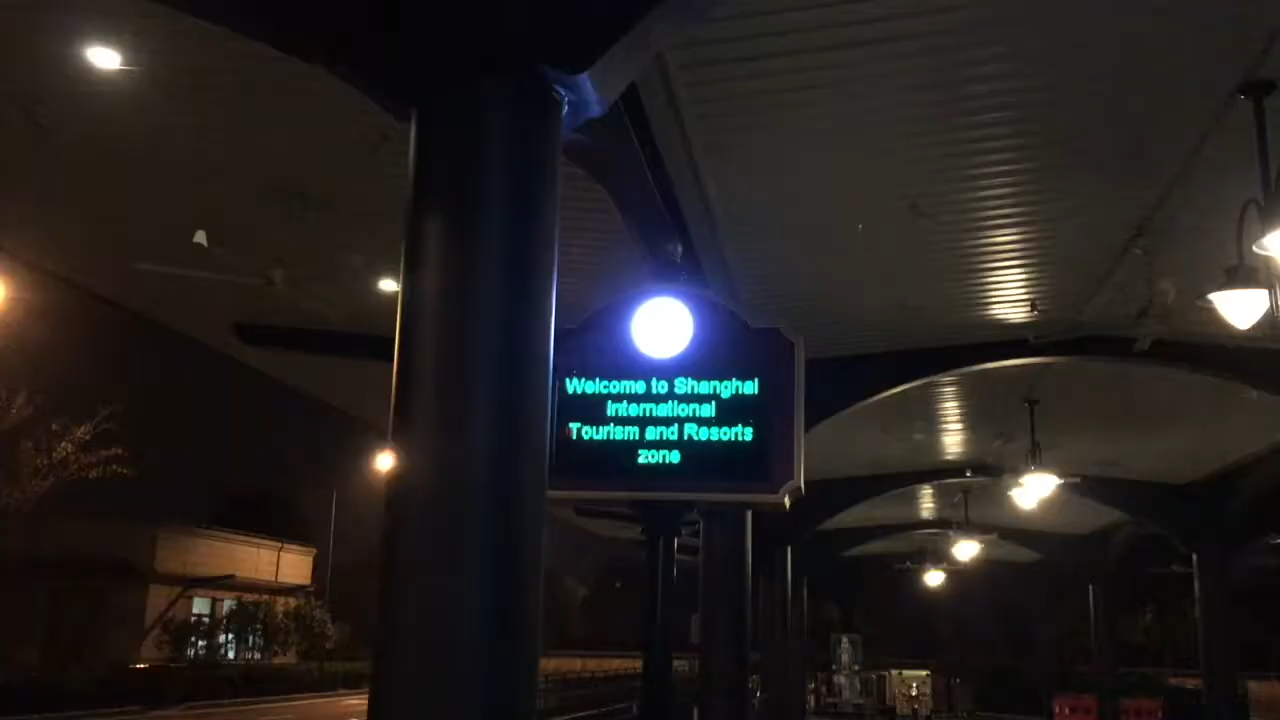 Welcome to Shanghai
International
Tourism and Resorts
zone